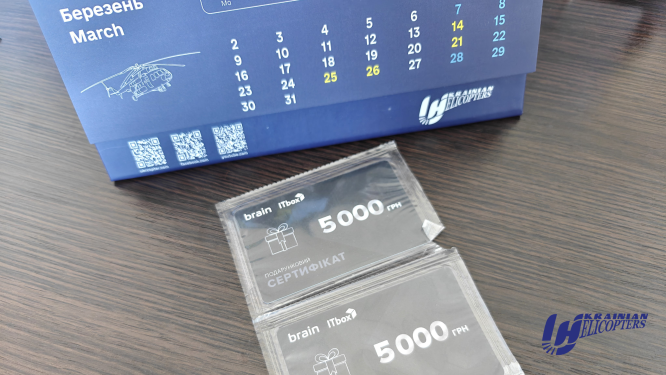 Березень
March
Mo
7 8
2 3 4 5 6 14 15
9 10 11 12 13 21 22
16 17 18 19 20 28 29
23 24 25 26 27
30 31
UKRAINIAN
HELICOPTERS
brain ITbox
5000 ГРН
ПОДАРУНКОВИЙ
СЕРТИФІКАТ
brain ITbox
5000 ГРН
UKRAINIAN
HELICOPTERS